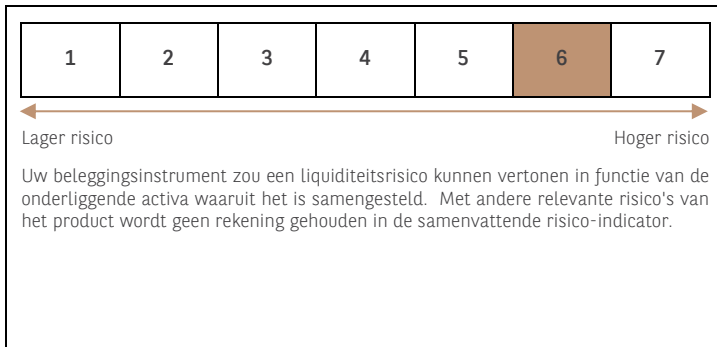 1 2 3 4 5 6 7
Lager risico Hoger risico
Uw beleggingsinstrument zou een liquiditeitsrisico kunnen vertonen in functie van de
onderliggende activa waaruit het is samengesteld. Met andere relevante risico's van
het product wordt geen rekening gehouden in de samenvattende risico-indicator.